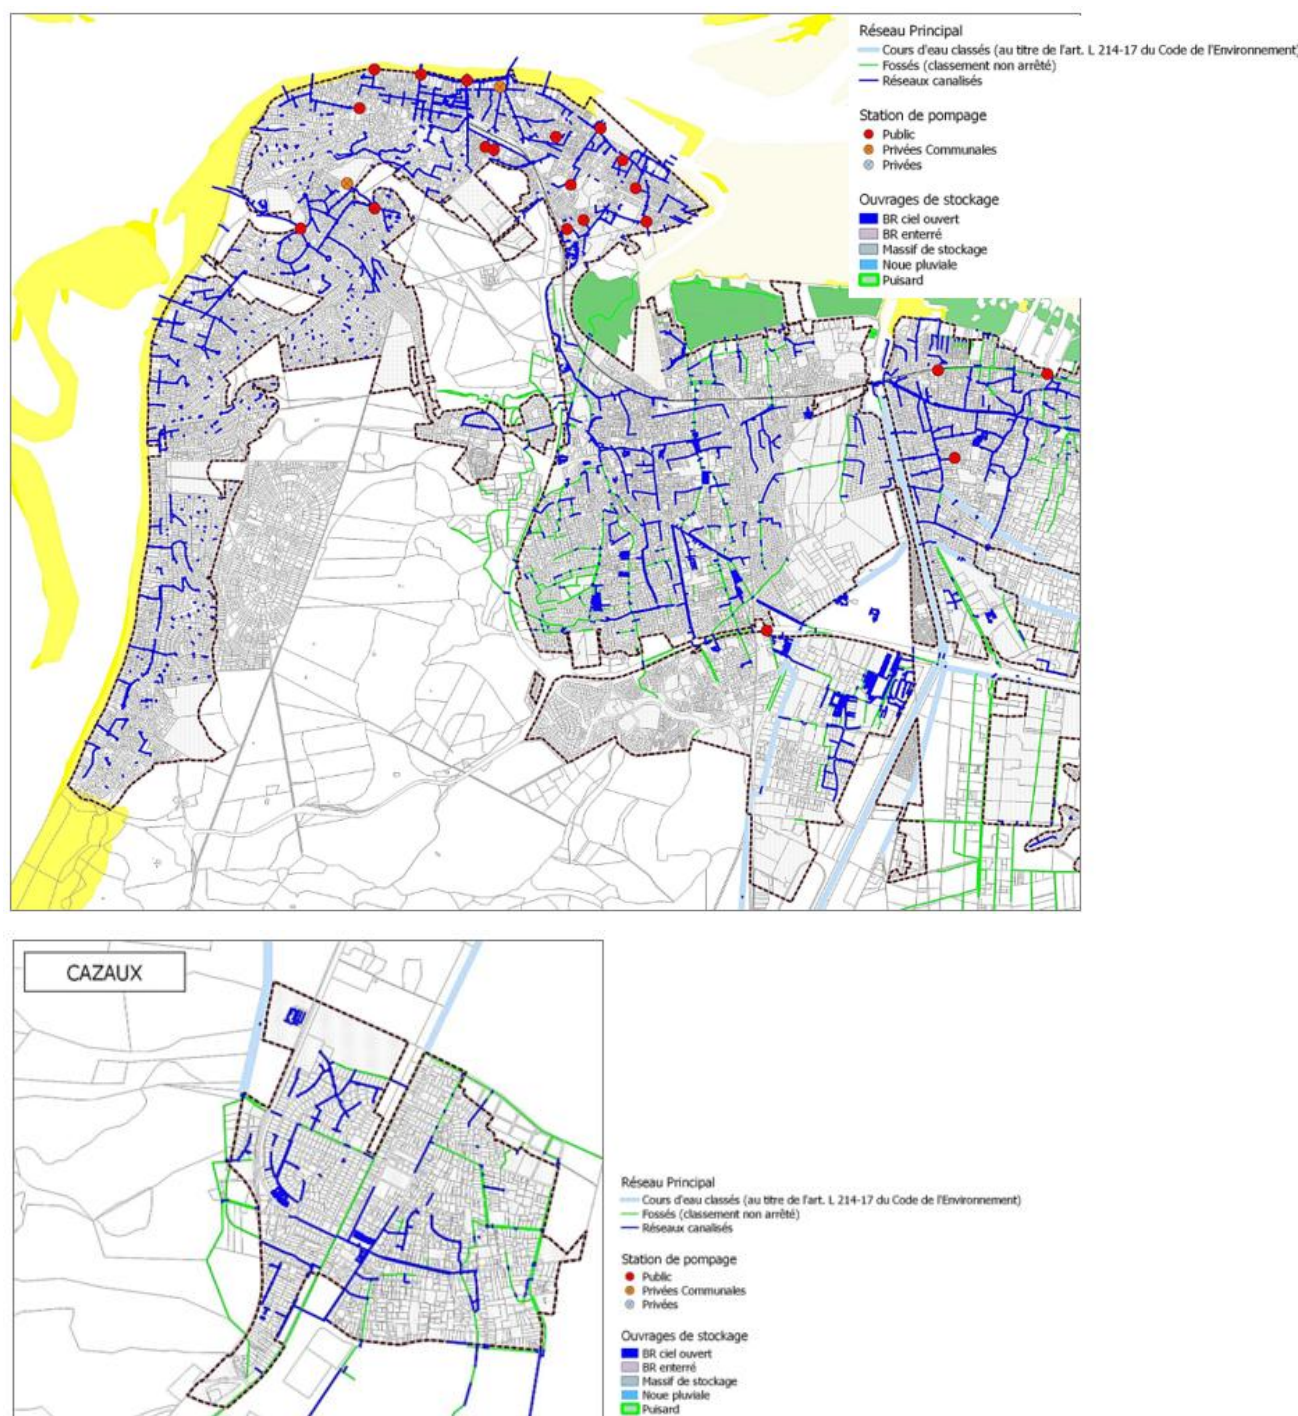 Réseau Principal
Cours d'eau classés (au titre de l'art. L 214-17 du Code de l'Environnement)
Fossés (classement non arrêté)
Réseaux canalisés
Station de pompage
Public
Privées Communales
Privées
Ouvrages de stockage
BR ciel ouvert
BR enterré
Massif de stockage
Noue pluviale
Puisard
CAZAUX
Réseau Principal
Cours d'eau classés (au titre de l'art. L 214-17 du Code de l'Environnement)
Fossés (classement non arrêté)
Réseaux canalisés
Station de pompage
Public
Privées Communales
Privées
Ouvrages de stockage
BR ciel ouvert
BR enterré
Massif de stockage
Noue pluviale
Puisard